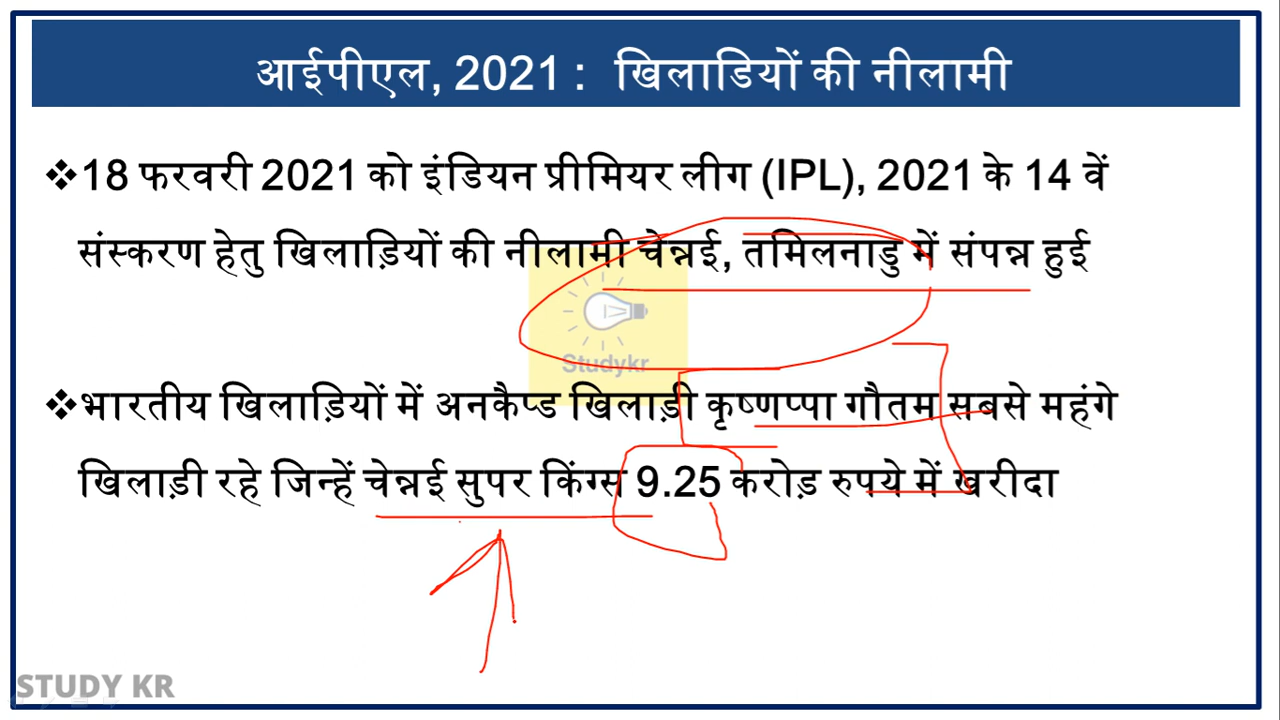 आईपीएल, 2021 : खिलाडियों की नीलामी
❖18 फरवरी 2021 को इंडियन प्रीमियर लीग (IPL), 2021 के 14 वें
संस्करण हेतु खिलाड़ियों की नीलामी चेन्नई, तमिलनाडु में संपन्न हुई
Studykr
❖भारतीय खिलाड़ियों में अनकैप्ड खिलाड़ी कृष्णप्पा गौतम सबसे महंगे
खिलाड़ी रहे जिन्हें चेन्नई सुपर किंग्स 9.25 करोड़ रुपये में खरीदा
STUDY KR